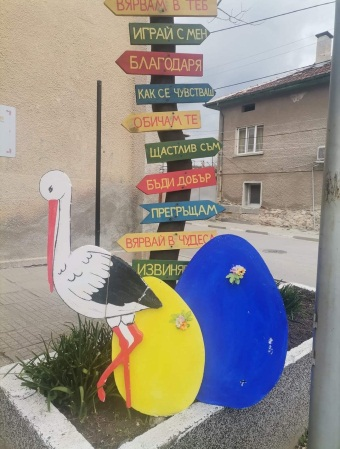 ВЯРВАМ В ТЕБ
ИГРАЙ С МЕН
БЛАГОДАРЯ
КАК СЕ ЧУВСТВАШ
ОБИЧАМ ТЕ
ЩАСТЛИВ СЪМ
БЪДИ ДОБЪР
ПРЕГРЪЩАМ
ВЯРВАЙ В ЧУДЕСА
ИЗВИНЯ